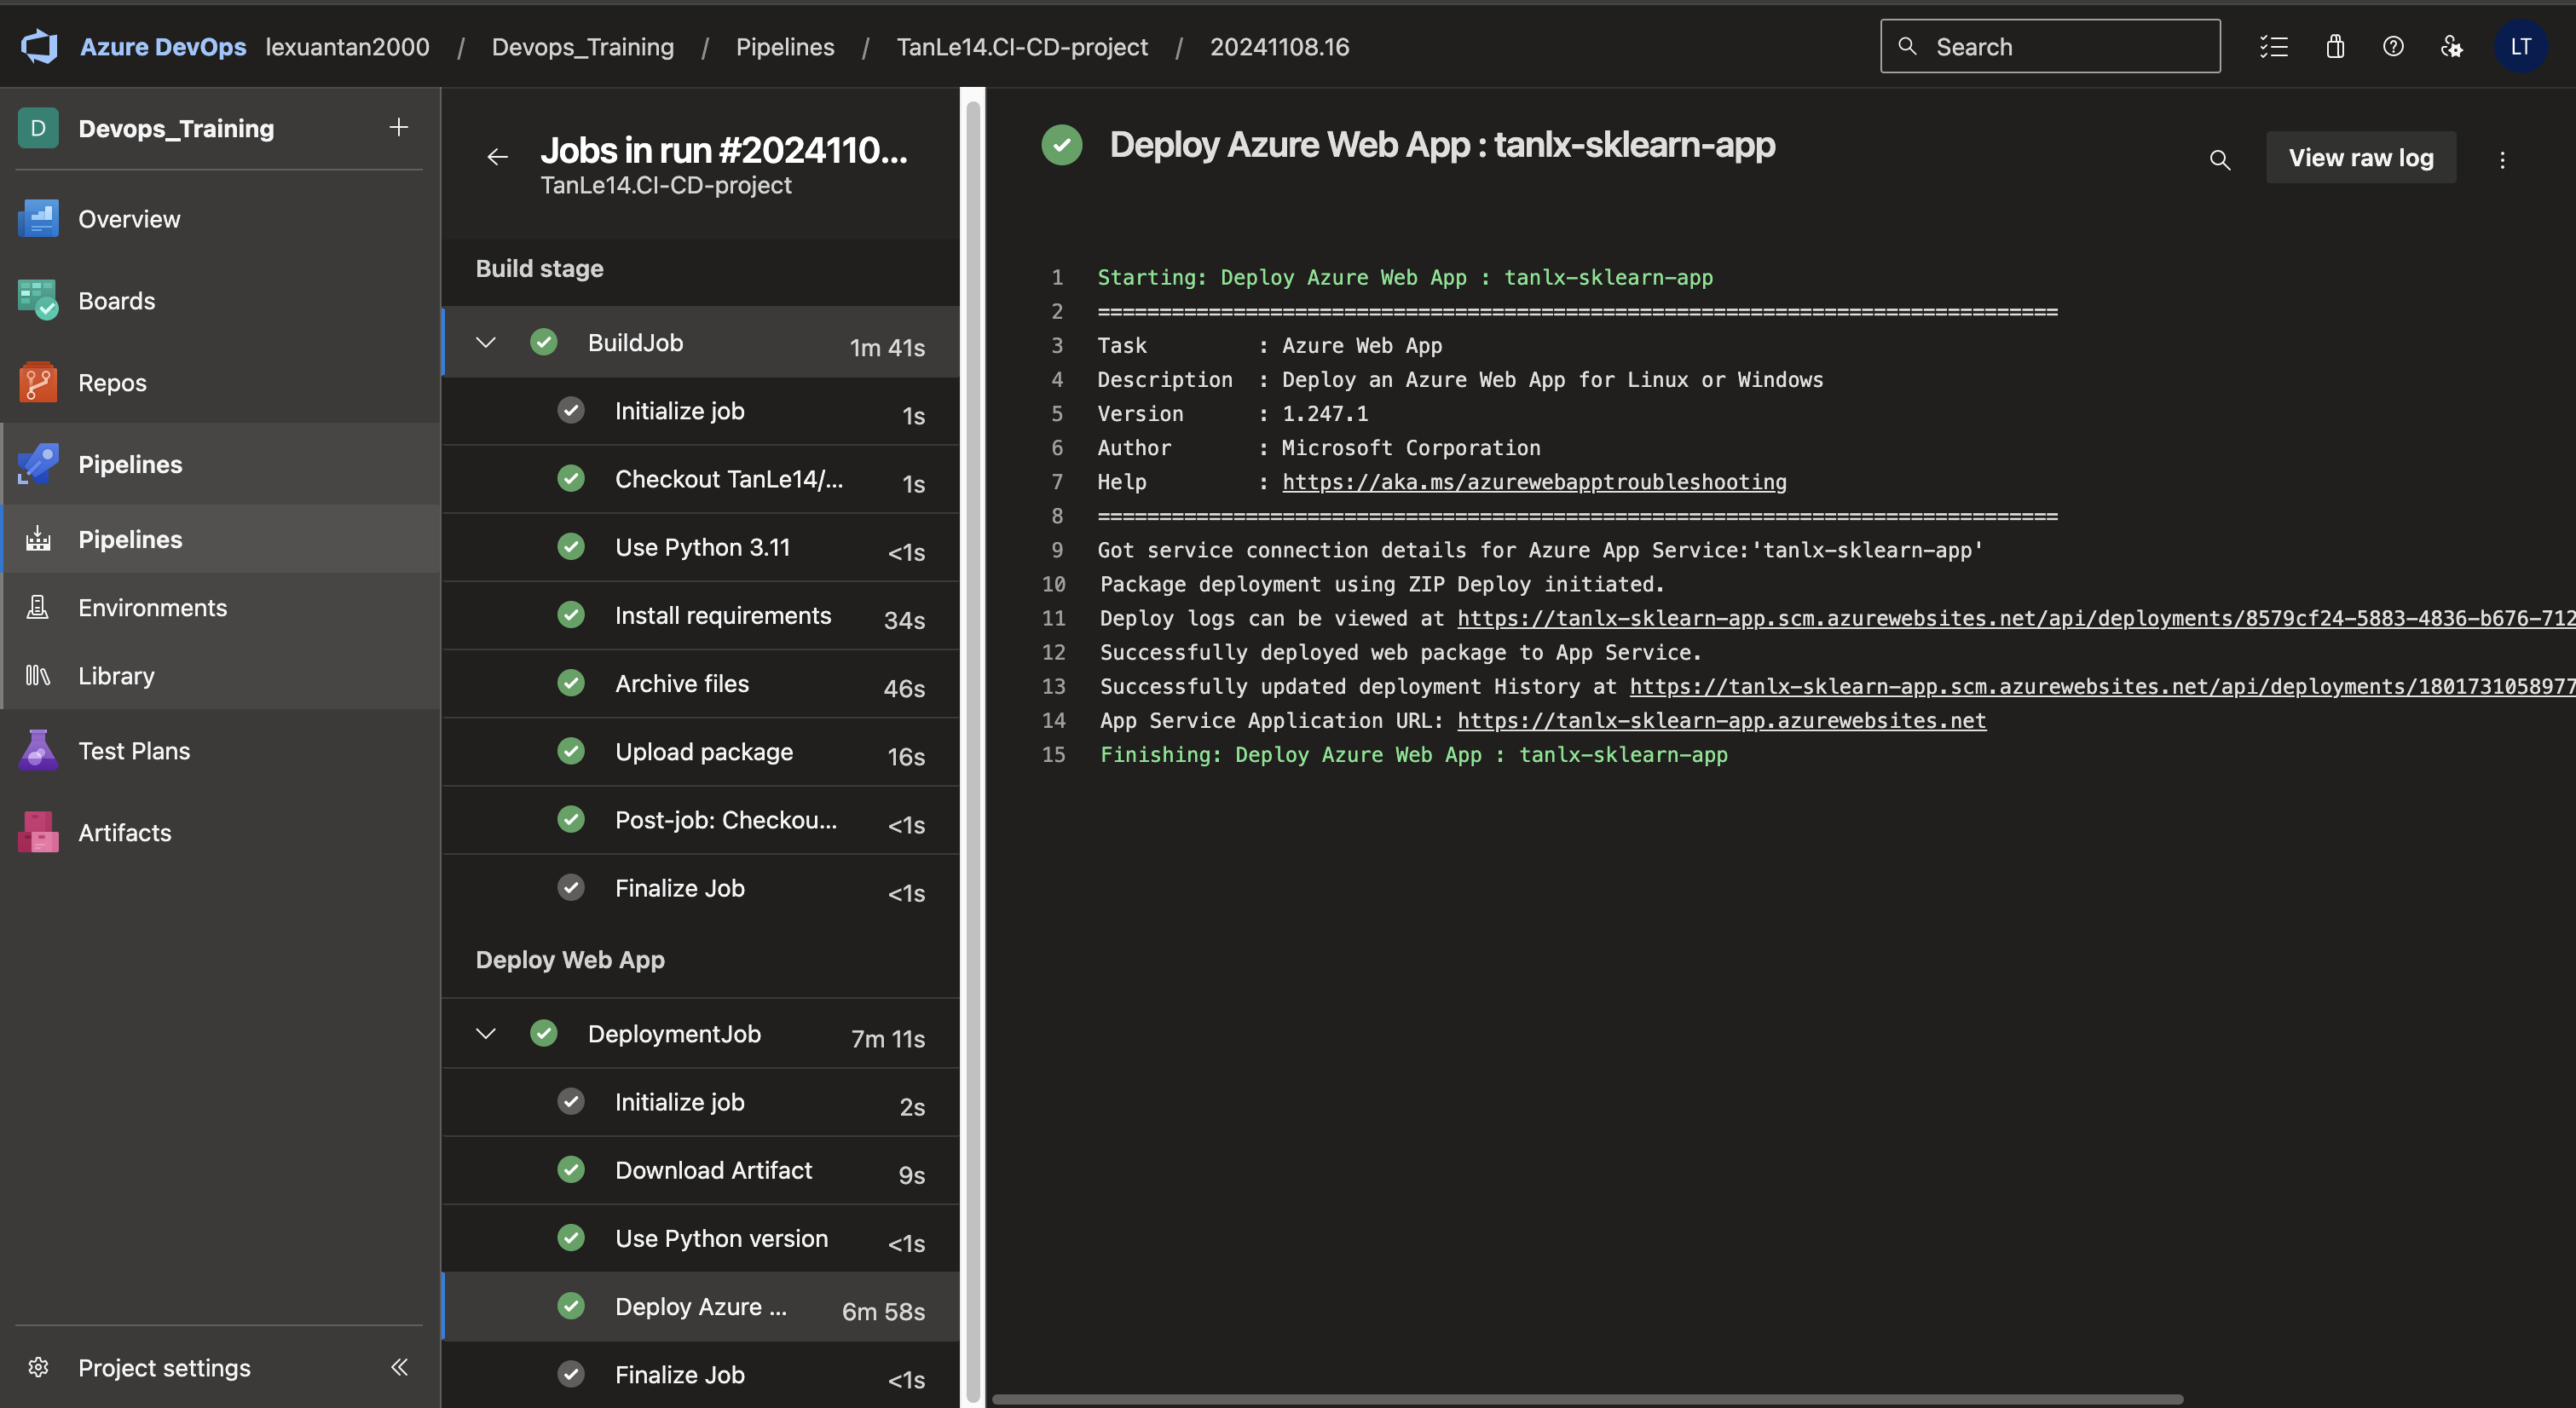 Azure DevOps lexuantan2000 / Devops_Training / Pipelines / TanLe14.CI-CD-project / 20241108.16
Search
LT
D Devops_Training
Overview
Boards
Repos
Pipelines
Pipelines
Environments
Library
Test Plans
Artifacts
Project settings
Jobs in run #2024110...
TanLe14.CI-CD-project
Build stage
BuildJob 1m 41s
Initialize job 1s
Checkout TanLe14/... 1s
Use Python 3.11 <1s
Install requirements 34s
Archive files 46s
Upload package 16s
Post-job: Checkou... <1s
Finalize Job <1s
Deploy Web App
DeploymentJob 7m 11s
Initialize job 2s
Download Artifact 9s
Use Python version <1s
Deploy Azure ... 6m 58s
Finalize Job <1s
Deploy Azure Web App : tanlx-sklearn-app
View raw log
1 Starting: Deploy Azure Web App : tanlx-sklearn-app
2 ==============================================================================
3 Task : Azure Web App
4 Description : Deploy an Azure Web App for Linux or Windows
5 Version : 1.247.1
6 Author : Microsoft Corporation
7 Help : https://aka.ms/azurewebapptroubleshooting
8 ==============================================================================
9 Got service connection details for Azure App Service:'tanlx-sklearn-app'
10 Package deployment using ZIP Deploy initiated.
11 Deploy logs can be viewed at https://tanlx-sklearn-app.scm.azurewebsites.net/api/deployments/8579cf24-5883-4836-b676-712
12 Successfully deployed web package to App Service.
13 Successfully updated deployment History at https://tanlx-sklearn-app.scm.azurewebsites.net/api/deployments/1801731058977
14 App Service Application URL: https://tanlx-sklearn-app.azurewebsites.net
15 Finishing: Deploy Azure Web App : tanlx-sklearn-app